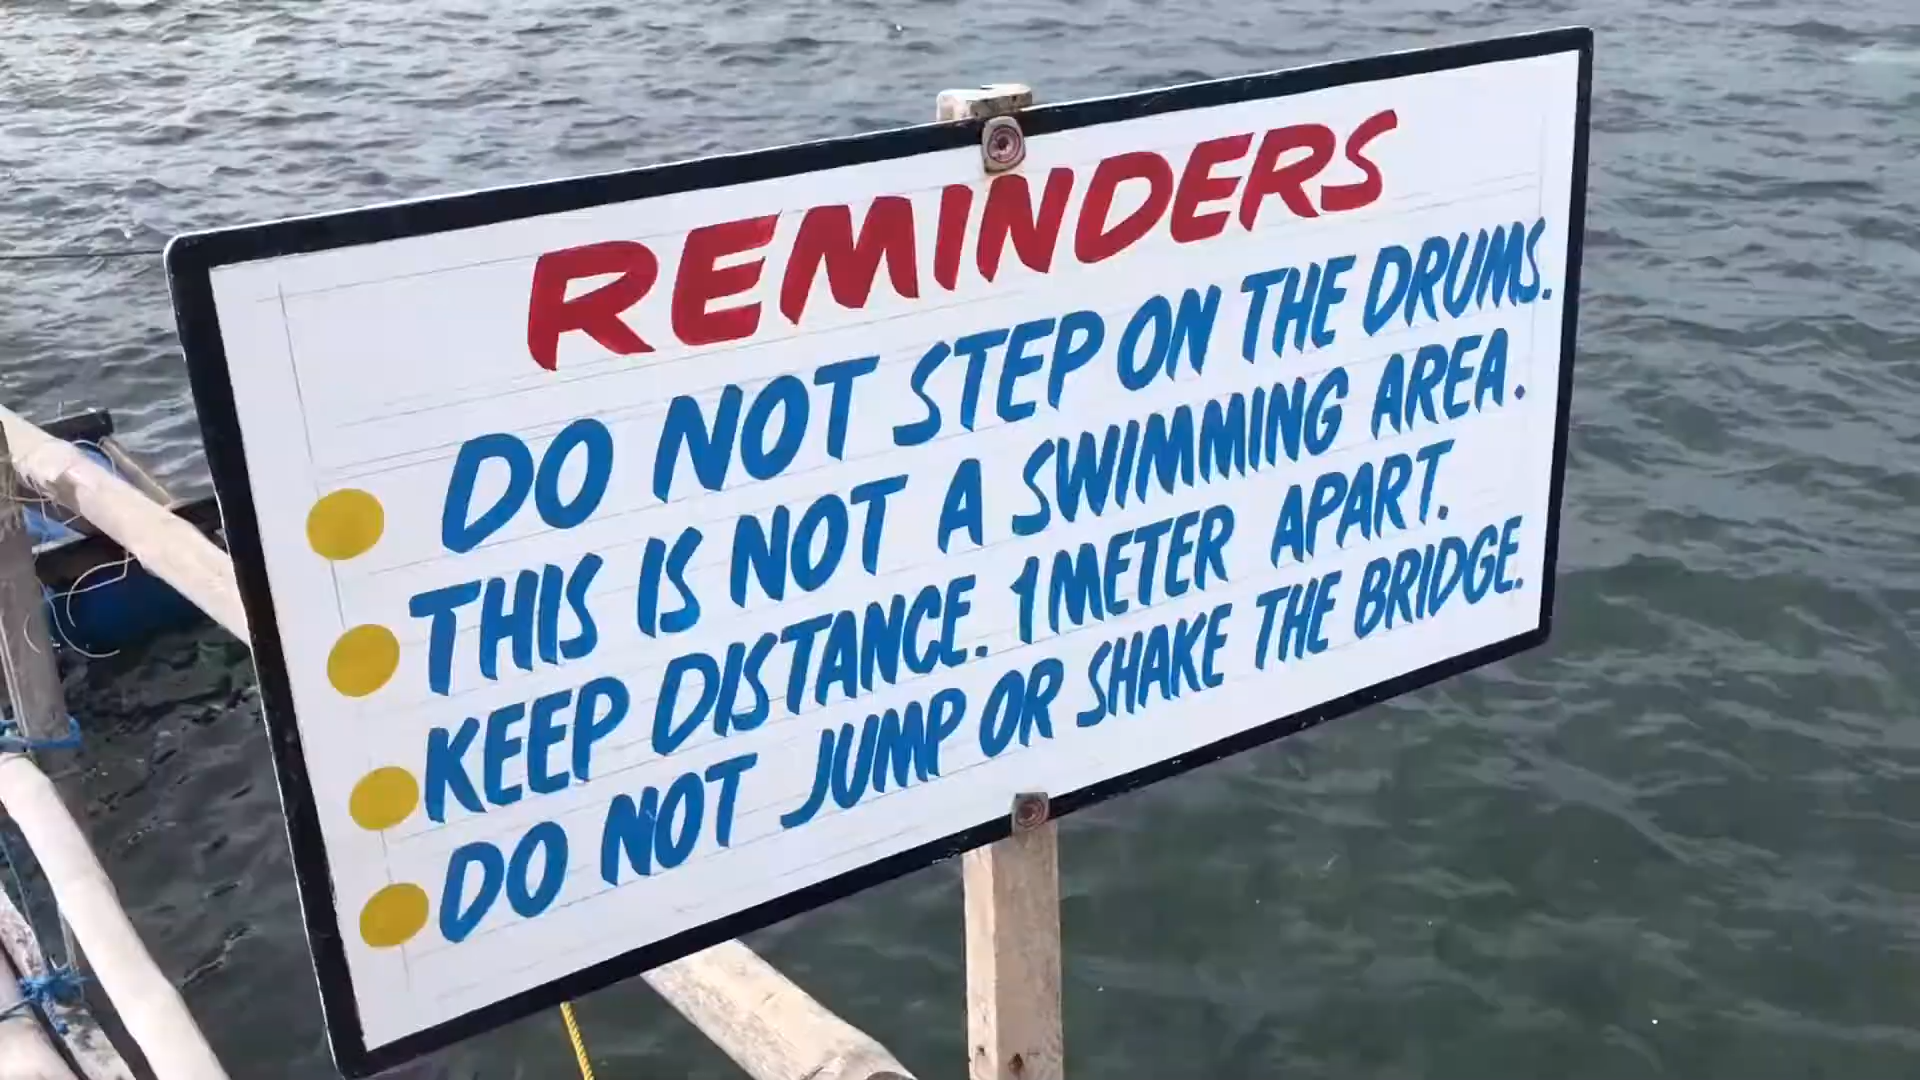 REMINDERS
DO NOT STEP ON THE DRUMS.
THIS IS NOT A SWIMMING AREA.
KEEP DISTANCE. 1 METER APART.
DO NOT JUMP OR SHAKE THE BRIDGE.